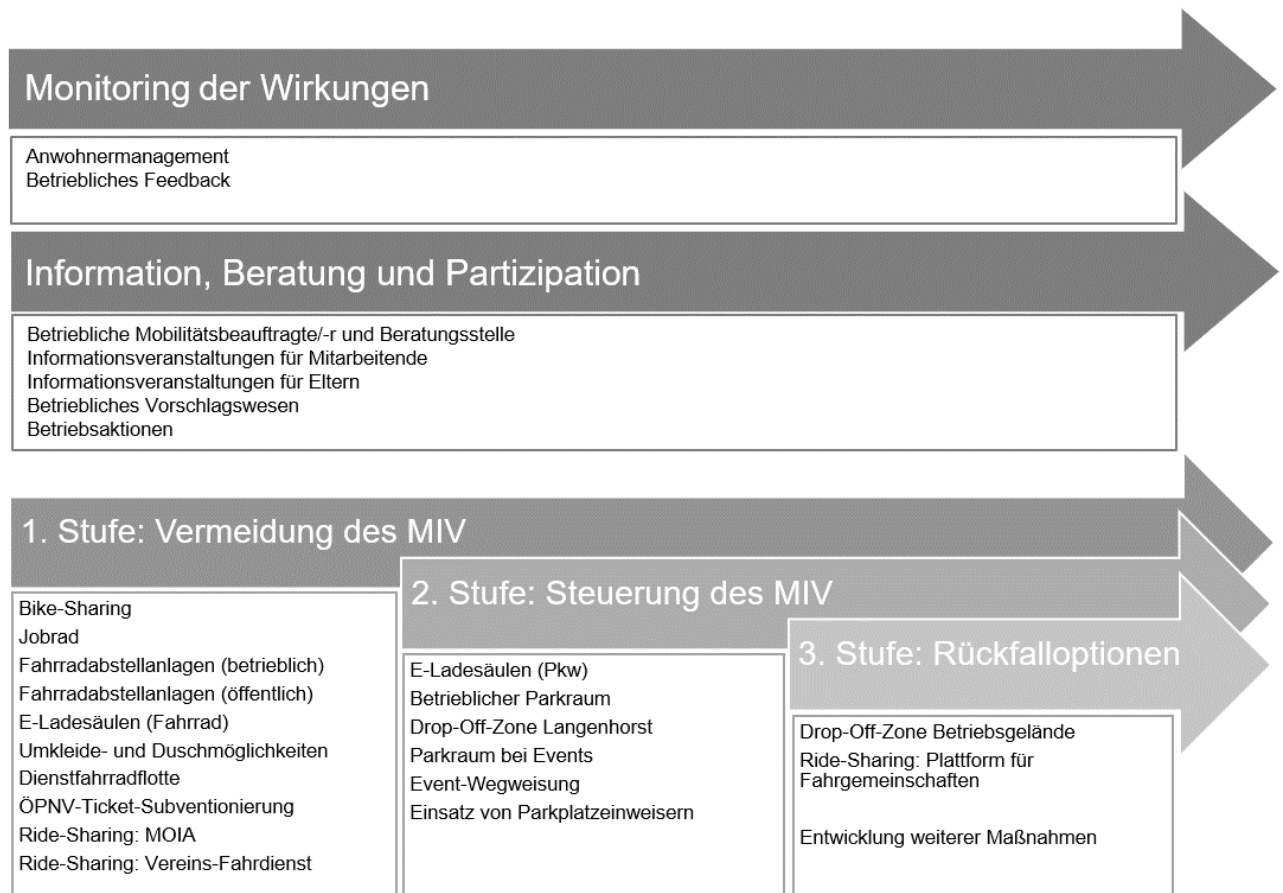 Monitoring der Wirkungen
Anwohnermanagement
Betriebliches Feedback
Information, Beratung und Partizipation
Betriebliche Mobilitätsbeauftragte/-r und Beratungsstelle
Informationsveranstaltungen für Mitarbeitende
Informationsveranstaltungen für Eltern
Betriebliches Vorschlagswesen
Betriebsaktionen
1. Stufe: Vermeidung des MIV
Bike-Sharing
Jobrad
Fahrradabstellanlagen (betrieblich)
Fahrradabstellanlagen (öffentlich)
E-Ladesäulen (Fahrrad)
Umkleide- und Duschmöglichkeiten
Dienstfahrradflotte
ÖPNV-Ticket-Subventionierung
Ride-Sharing: MOIA
Ride-Sharing: Vereins-Fahrdienst
2. Stufe: Steuerung des MIV
E-Ladesäulen (Pkw)
Betrieblicher Parkraum
Drop-Off-Zone Langenhorst
Parkraum bei Events
Event-Wegweisung
Einsatz von Parkplatzeinweisern
3. Stufe: Rückfalloptionen
Drop-Off-Zone Betriebsgelände
Ride-Sharing: Plattform für
Fahrgemeinschaften
Entwicklung weiterer Maßnahmen